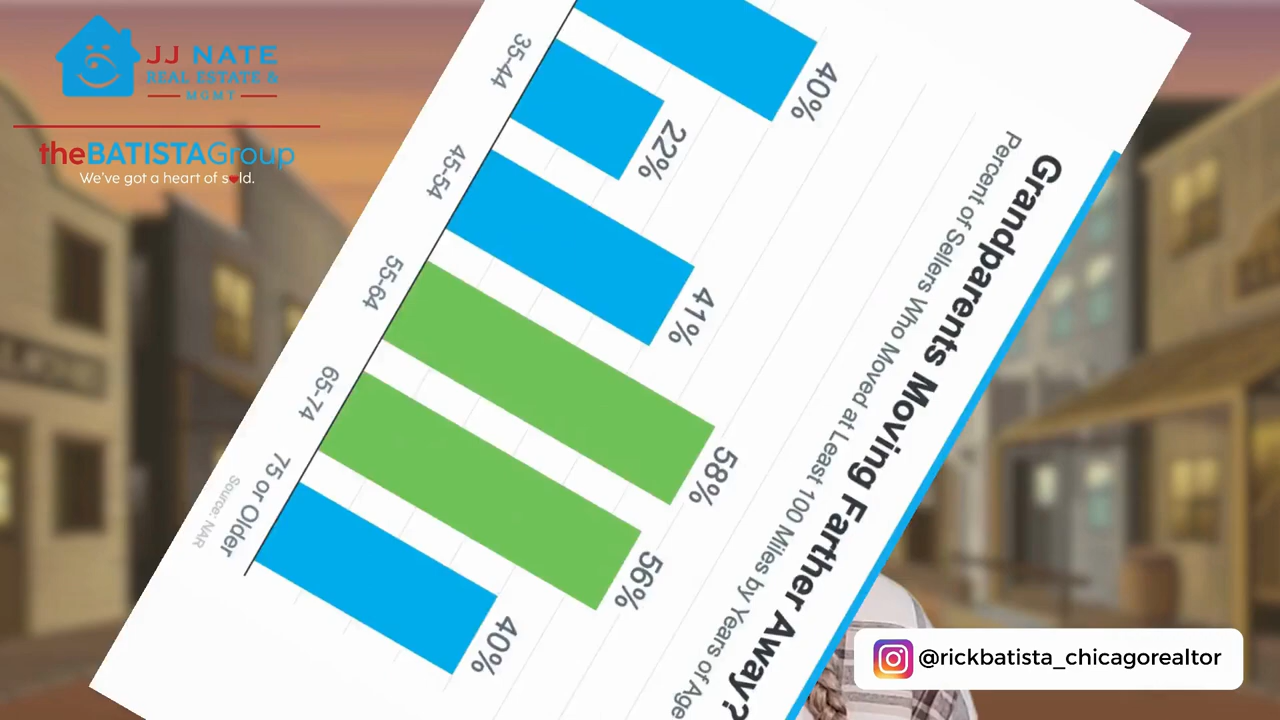 JJ NATE
REAL ESTATE &
MGMT
theBATISTAGroup
We've got a heart of sold.
Grandparents Moving Farther Away?
Percent of Sellers Who Moved at Least 100 Miles by Years of Age
40%
22%
41%
58%
56%
40%
35-44
45-54
55-64
65-74
75 or Older
Source: NAR
@rickbatista_chicagorealtor